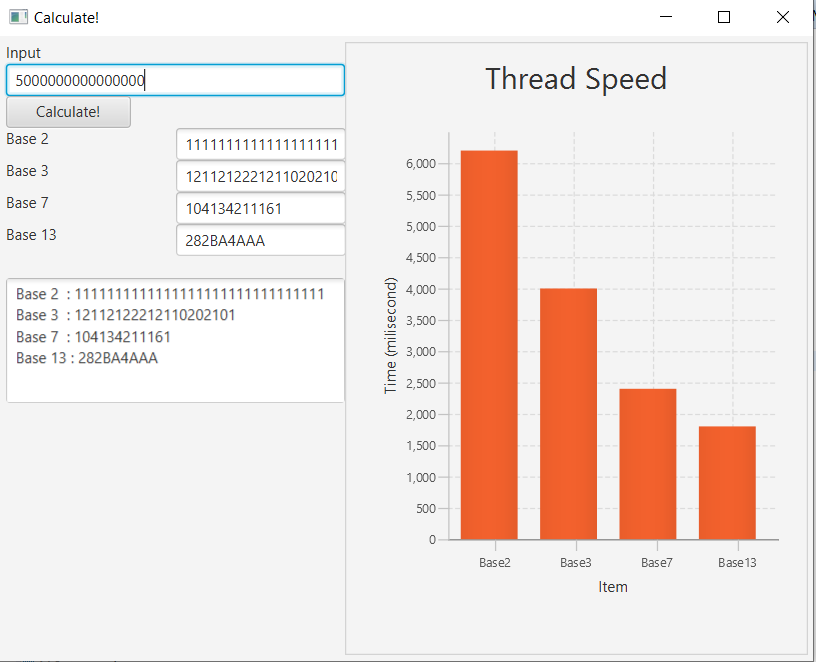 Calculate!
Input
5000000000000000
Calculate!
Base 2 1111111111111111111
Base 3 1211212221211020210
Base 7 104134211161
Base 13 282BA4AAA
Base 2 : 1111111111111111111111111111111
Base 3 : 12112122212110202101
Base 7 : 104134211161
Base 13 : 282BA4AAA
Thread Speed
Time (milisecond)
6,000
5,500
5,000
4,500
4,000
3,500
3,000
2,500
2,000
1,500
1,000
500
0
Base2 Base3 Base7 Base13
Item